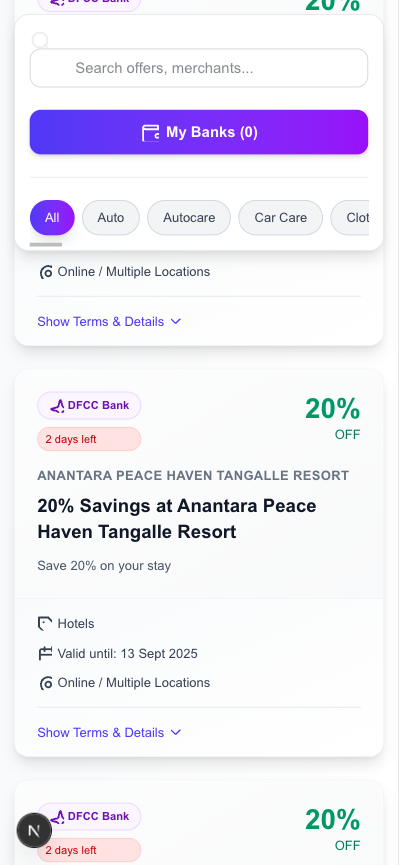 DFCC Bank
20%
Search offers, merchants...
My Banks (0)
All
Auto
Autocare
Car Care
Clot
Online / Multiple Locations
Show Terms & Details
DFCC Bank
20%
2 days left
OFF
ANANTARA PEACE HAVEN TANGALLE RESORT
20% Savings at Anantara Peace
Haven Tangalle Resort
Save 20% on your stay
Hotels
Valid until: 13 Sept 2025
Online / Multiple Locations
Show Terms & Details
DFCC Bank
20%
N
2 days left
OFF